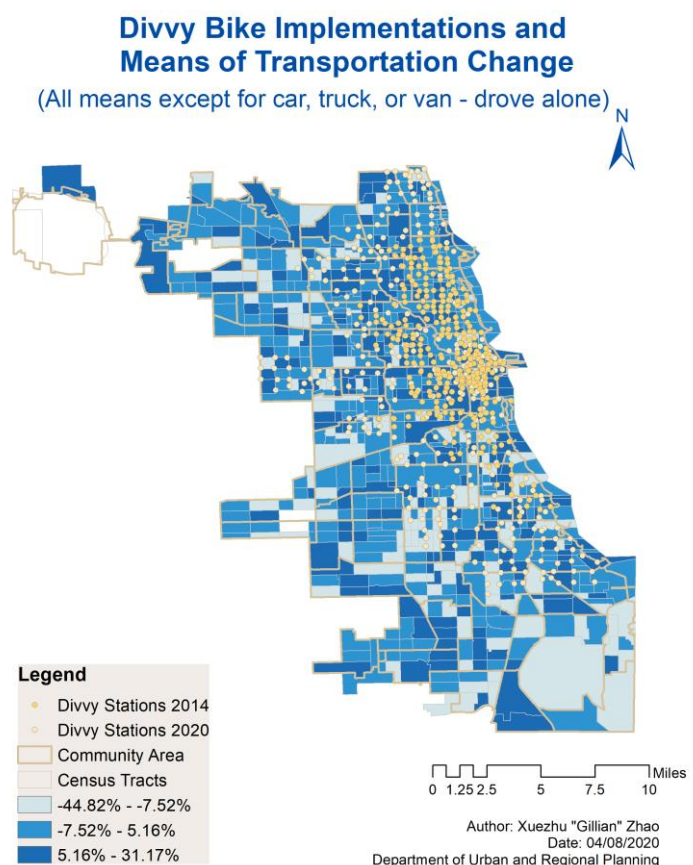 Divvy Bike Implementations and
Means of Transportation Change
(All means except for car, truck, or van - drove alone)
N
Legend
Divvy Stations 2014
Divvy Stations 2020
Community Area
Census Tracts
-44.82% - -7.52%
-7.52% - 5.16%
5.16% - 31.17%
Miles
0 1.25 2.5 5 7.5 10
Author: Xuezhu "Gillian" Zhao
Date: 04/08/2020
Department of Urban and Regional Planning